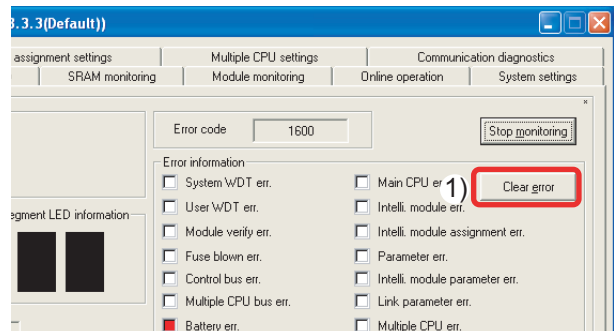 .3.3(Default))
assignment settings Multiple CPU settings Communication diagnostics
SRAM monitoring Module monitoring Online operation System settings
Error code 1600 Stop monitoring
Error information
System WDT err. Main CPU er 1) Clear error
User WDT err. Intelli. module err.
egment LED information Module verify err. Intelli. module assignment err.
Fuse blown err. Parameter err.
Control bus err. Intelli. module parameter err.
Multiple CPU bus err. Link parameter err.
Battery err. Multiple CPU err.